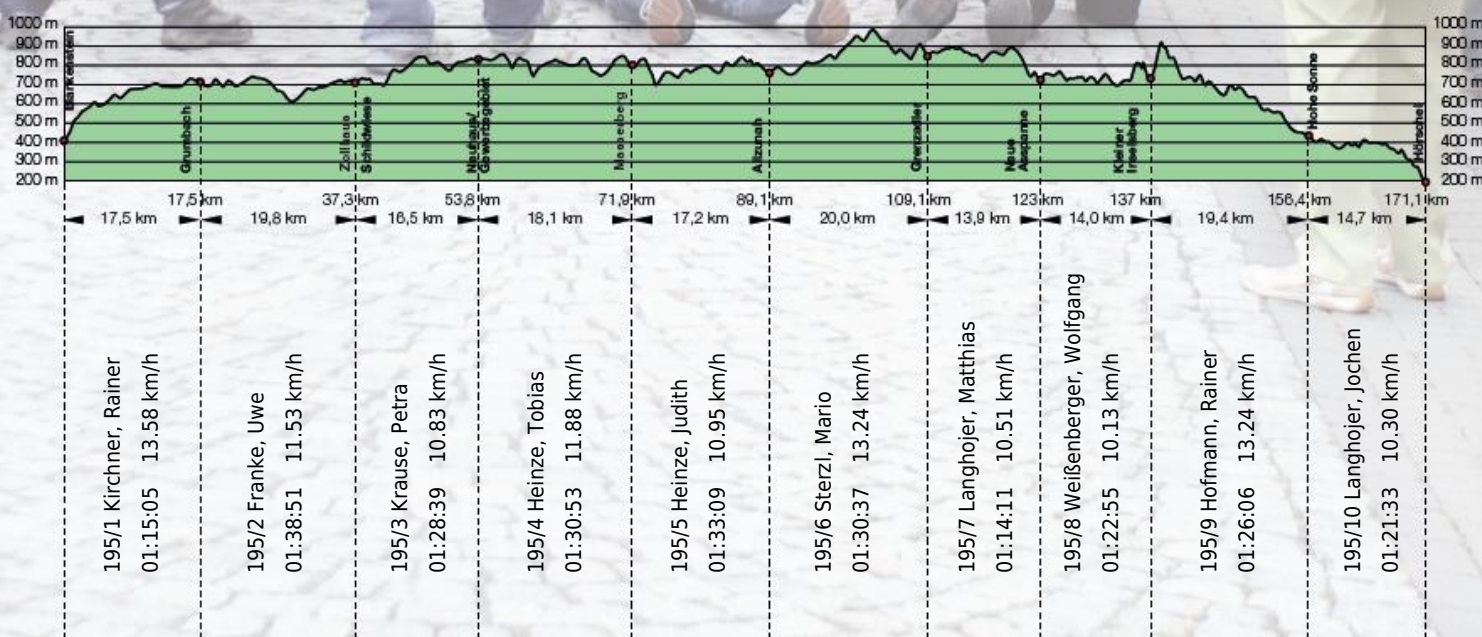 1000 m
900 m
800 m
700 m
600 m
500 m
400 m
300 m
200 m
1000 m
900 m
800 m
700 m
600 m
500 m
400 m
300 m
200 m
Blankenstein
Grumbach
Zollhaus
Schildwiese
Neuhaus/
Masserberg
Allzunah
Grenzadler
Neue
Ausspanne
Kleiner
Inselsberg
Hohe Sonne
Hörschel
17,5 km
37,3 km
53,8 km
71,9 km
89,1 km
109,1 km
123 km
137 km
156,4 km
171,1 km
17,5 km
19,8 km
16,5 km
18,1 km
17,2 km
20,0 km
13,9 km
14,0 km
19,4 km
14,7 km
195/1 Kirchner, Rainer
01:15:05 13.58 km/h
195/2 Franke, Uwe
01:38:51 11.53 km/h
195/3 Krause, Petra
01:28:39 10.83 km/h
195/4 Heinze, Tobias
01:30:53 11.88 km/h
195/5 Heinze, Judith
01:33:09 10.95 km/h
195/6 Sterzl, Mario
01:30:37 13.24 km/h
195/7 Langhojer, Matthias
01:14:11 10.51 km/h
195/8 Weißenberger, Wolfgang
01:22:55 10.13 km/h
195/9 Hofmann, Rainer
01:26:06 13.24 km/h
195/10 Langhojer, Jochen
01:21:33 10.30 km/h